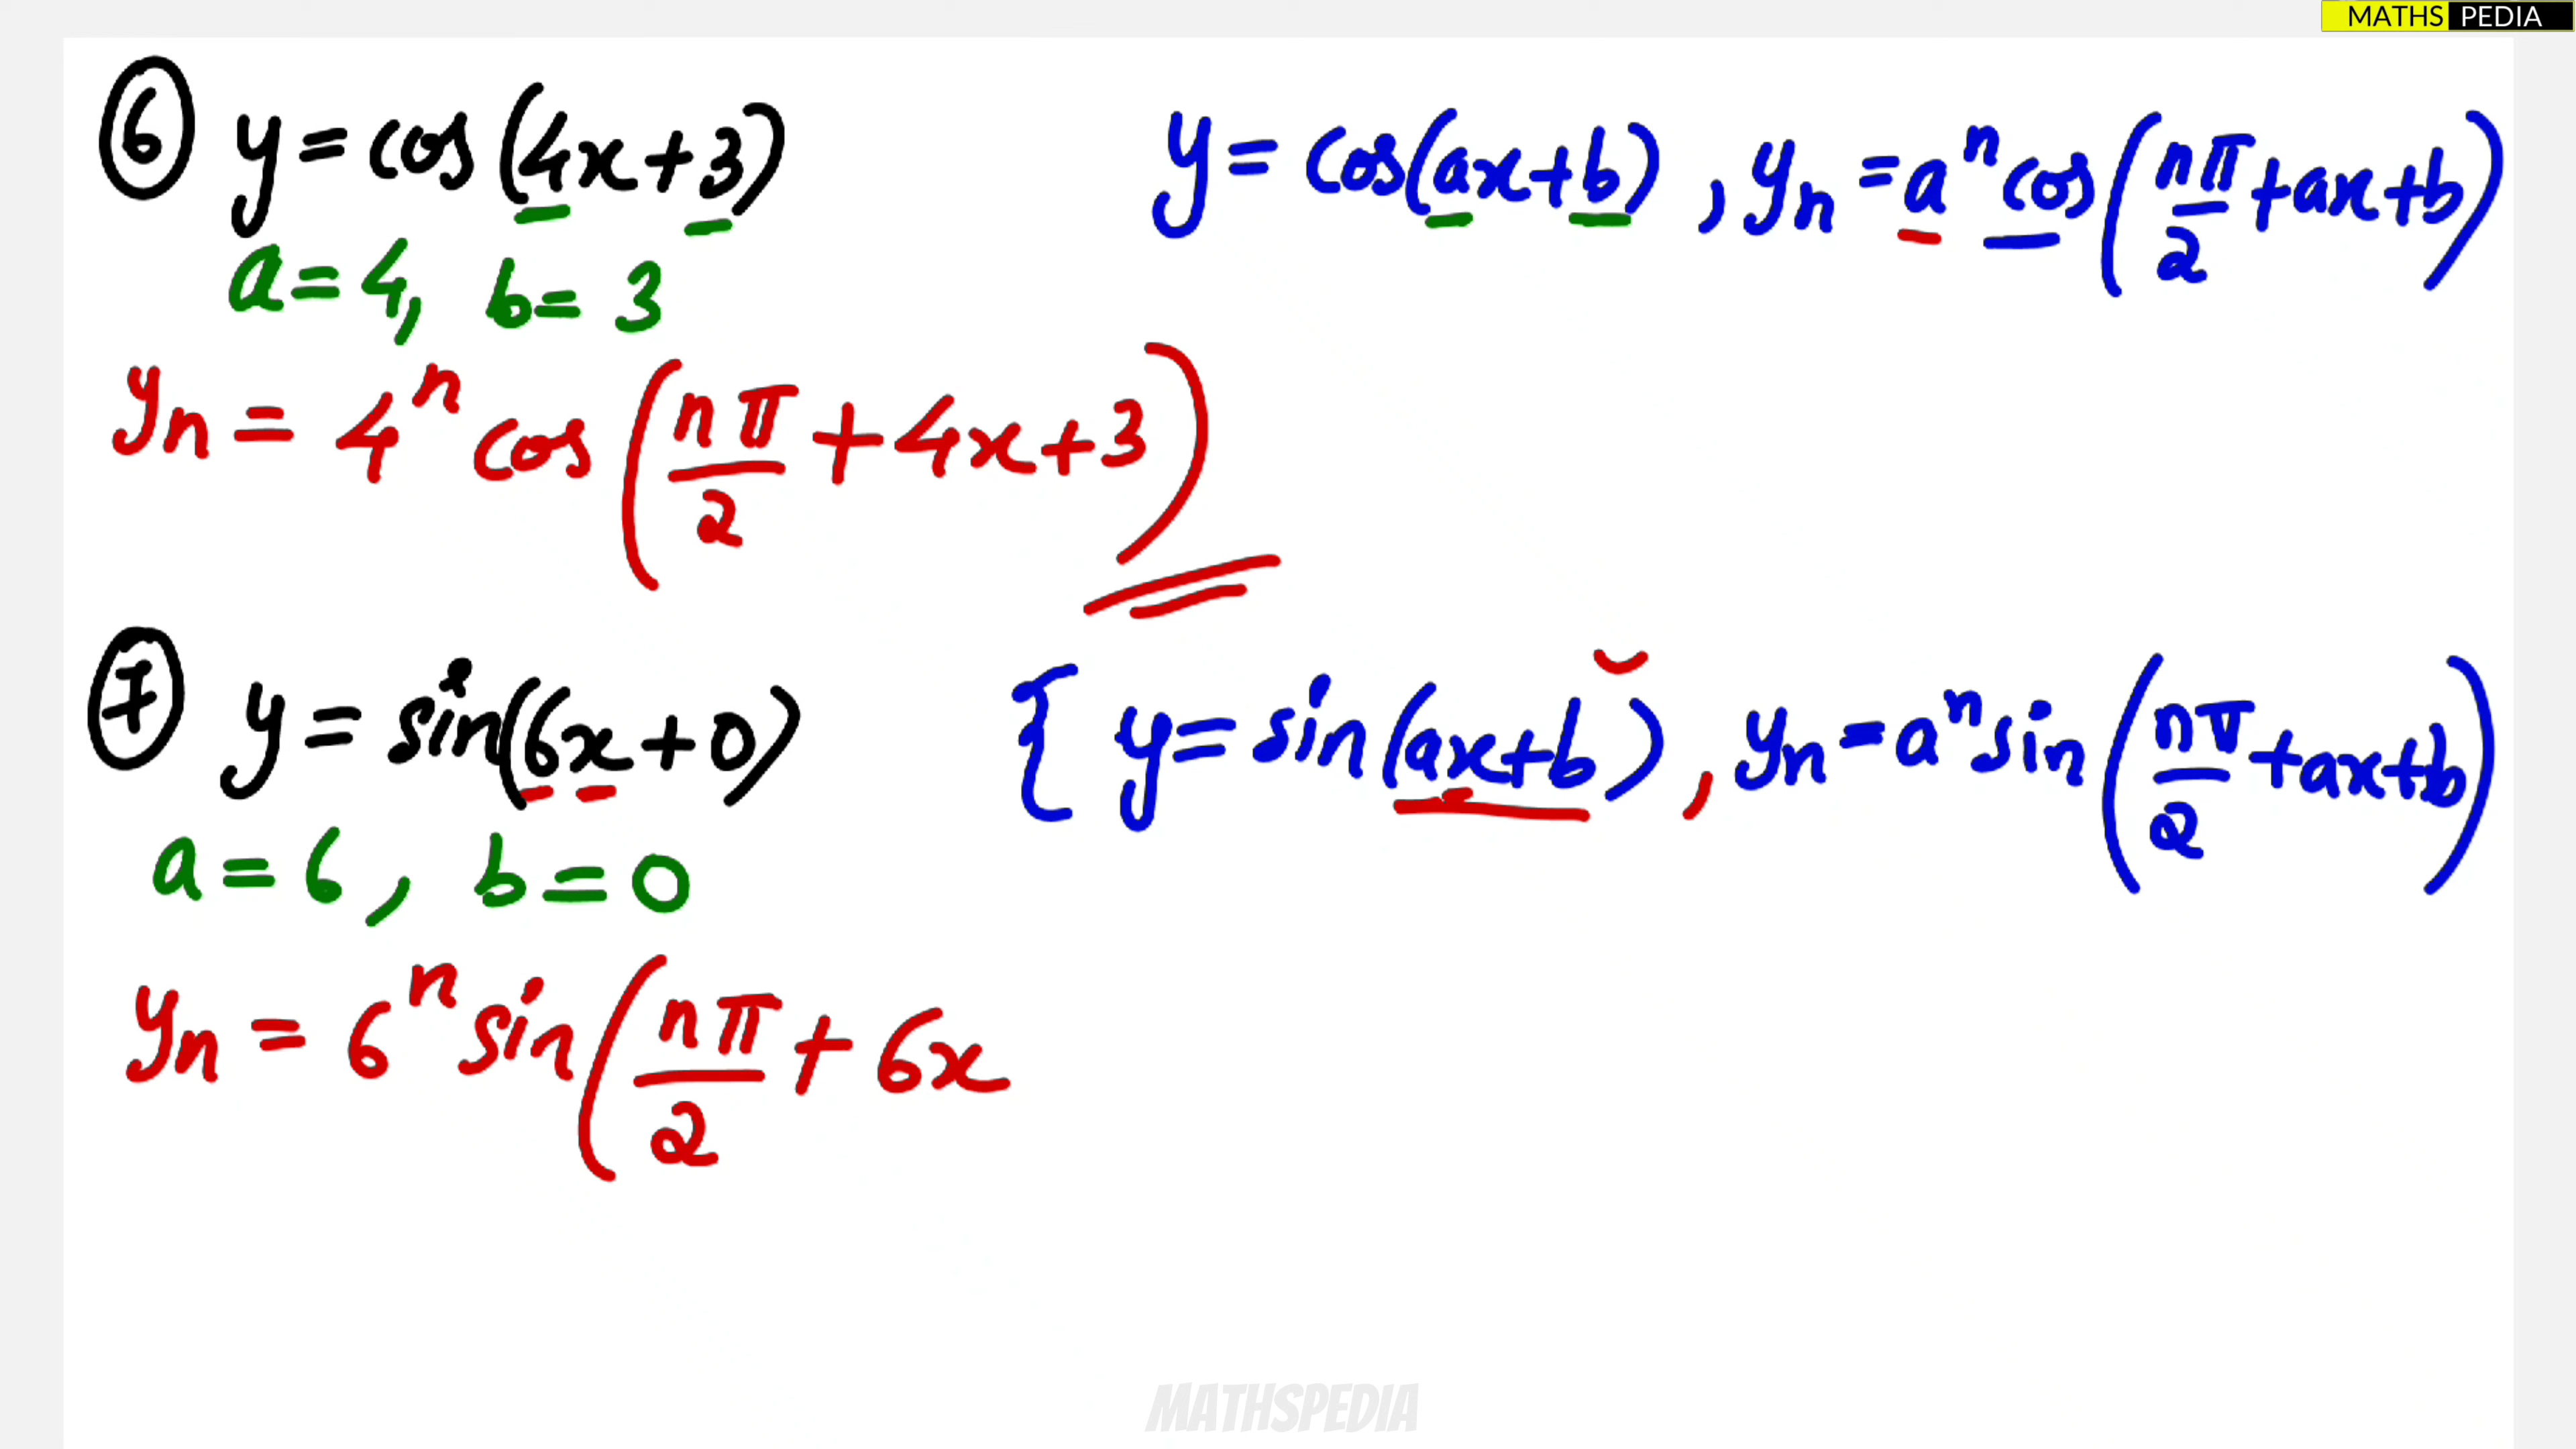 MATHS PEDIA
⑥ y = cos(4x+3)
y = cos(ax+b) , yn = a^n cos(nπ/2 +ax+b)
a = 4, b = 3
yn = 4^n cos(nπ/2 + 4x+3)
⑦ y = sin(6x+0)
{ y = sin(ax+b) , yn = a^n sin(nπ/2 +ax+b)
a = 6 , b = 0
yn = 6^n sin(nπ/2 + 6x
MATHSPEDIA